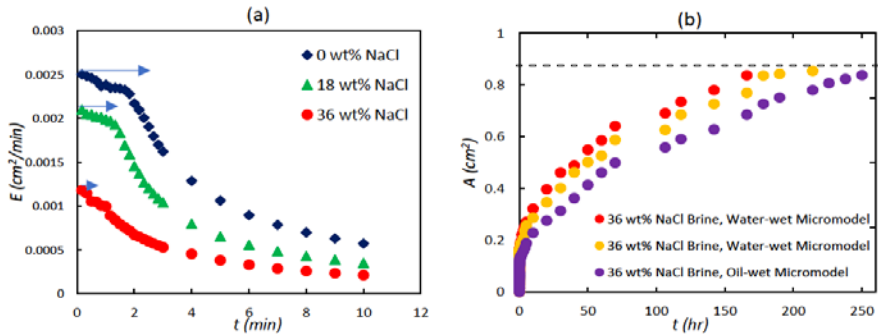 (a)
E (cm²/min)
0.003
0.0025
0.002
0.0015
0.001
0.0005
0
0 wt% NaCl
18 wt% NaCl
36 wt% NaCl
0 2 4 6 8 10 12
t (min)
(b)
A (cm²)
1
0.8
0.6
0.4
0.2
0
36 wt% NaCl Brine, Water-wet Micromodel
36 wt% NaCl Brine, Water-wet Micromodel
36 wt% NaCl Brine, Oil-wet Micromodel
0 50 100 150 200 250
t (hr)